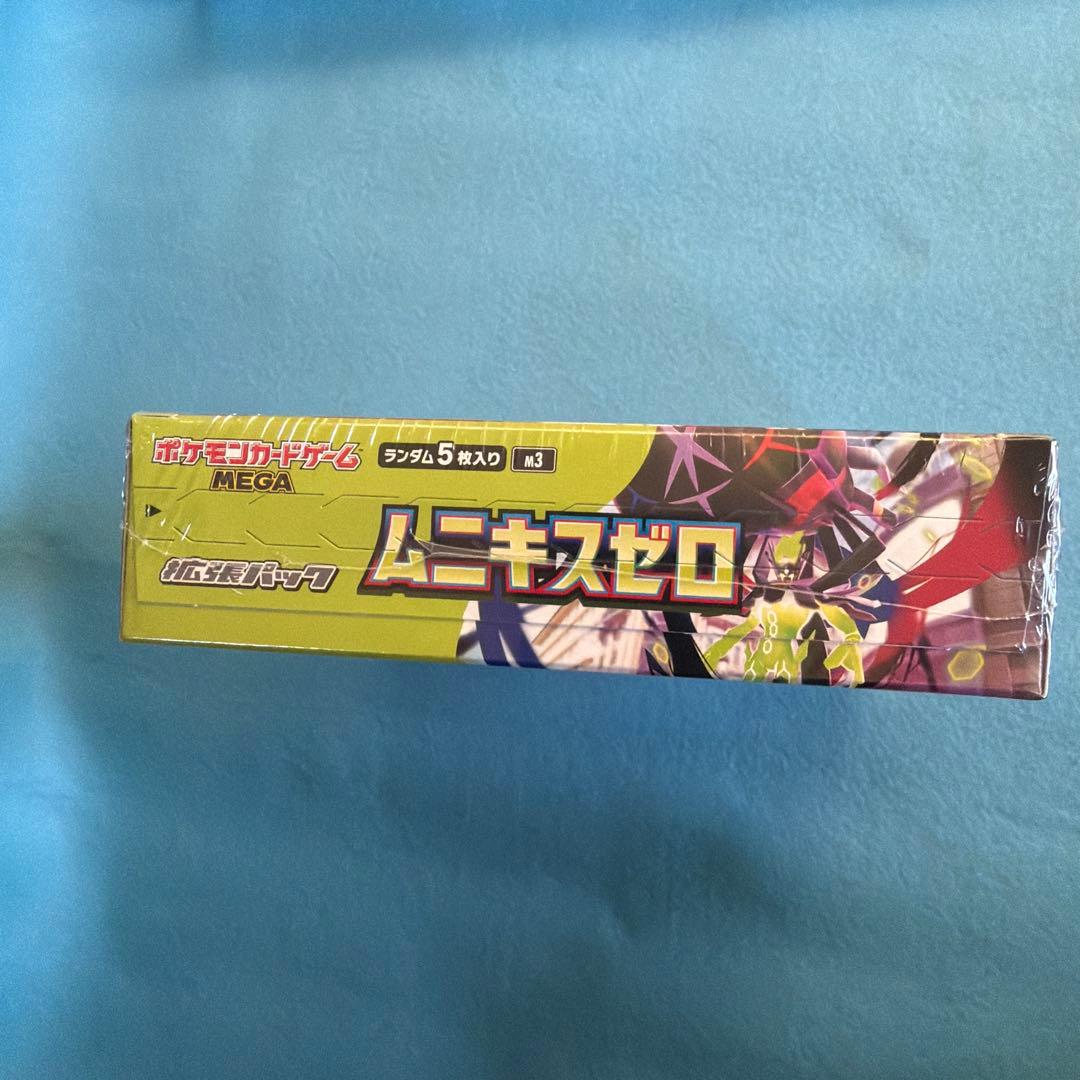 ポケモンカードゲーム
MEGA
ランダム5枚入り
M3
拡張パック
ムニキスゼロ